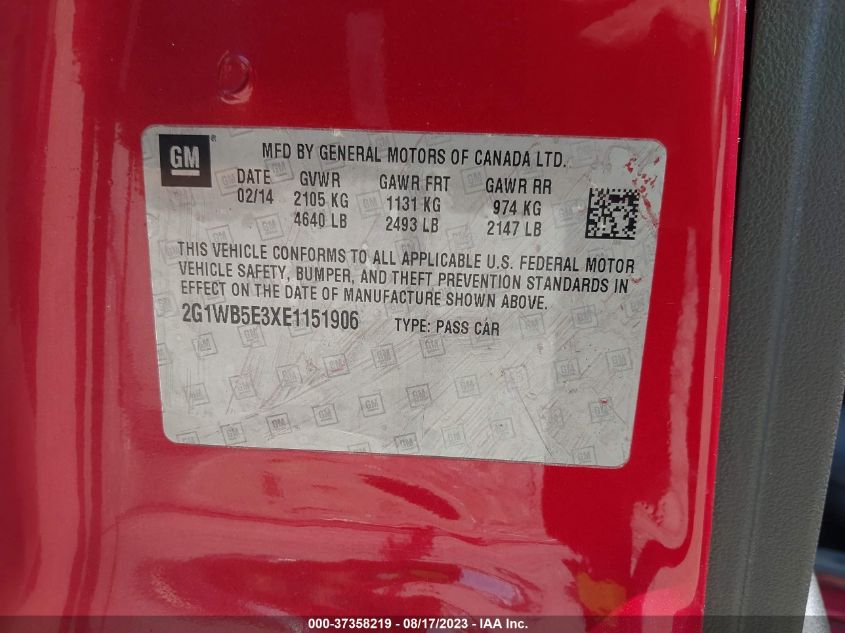 GM ® MFD BY GENERAL MOTORS OF CANADA LTD.
DATE GVWR GAWR FRT GAWR RR
02/14 2105 KG 1131 KG 974 KG
4640 LB 2493 LB 2147 LB
THIS VEHICLE CONFORMS TO ALL APPLICABLE U.S. FEDERAL MOTOR
VEHICLE SAFETY, BUMPER, AND THEFT PREVENTION STANDARDS IN
EFFECT ON THE DATE OF MANUFACTURE SHOWN ABOVE.
2G1WB5E3XE1151906 TYPE: PASS CAR
000-37358219 - 08/17/2023 - IAA Inc.